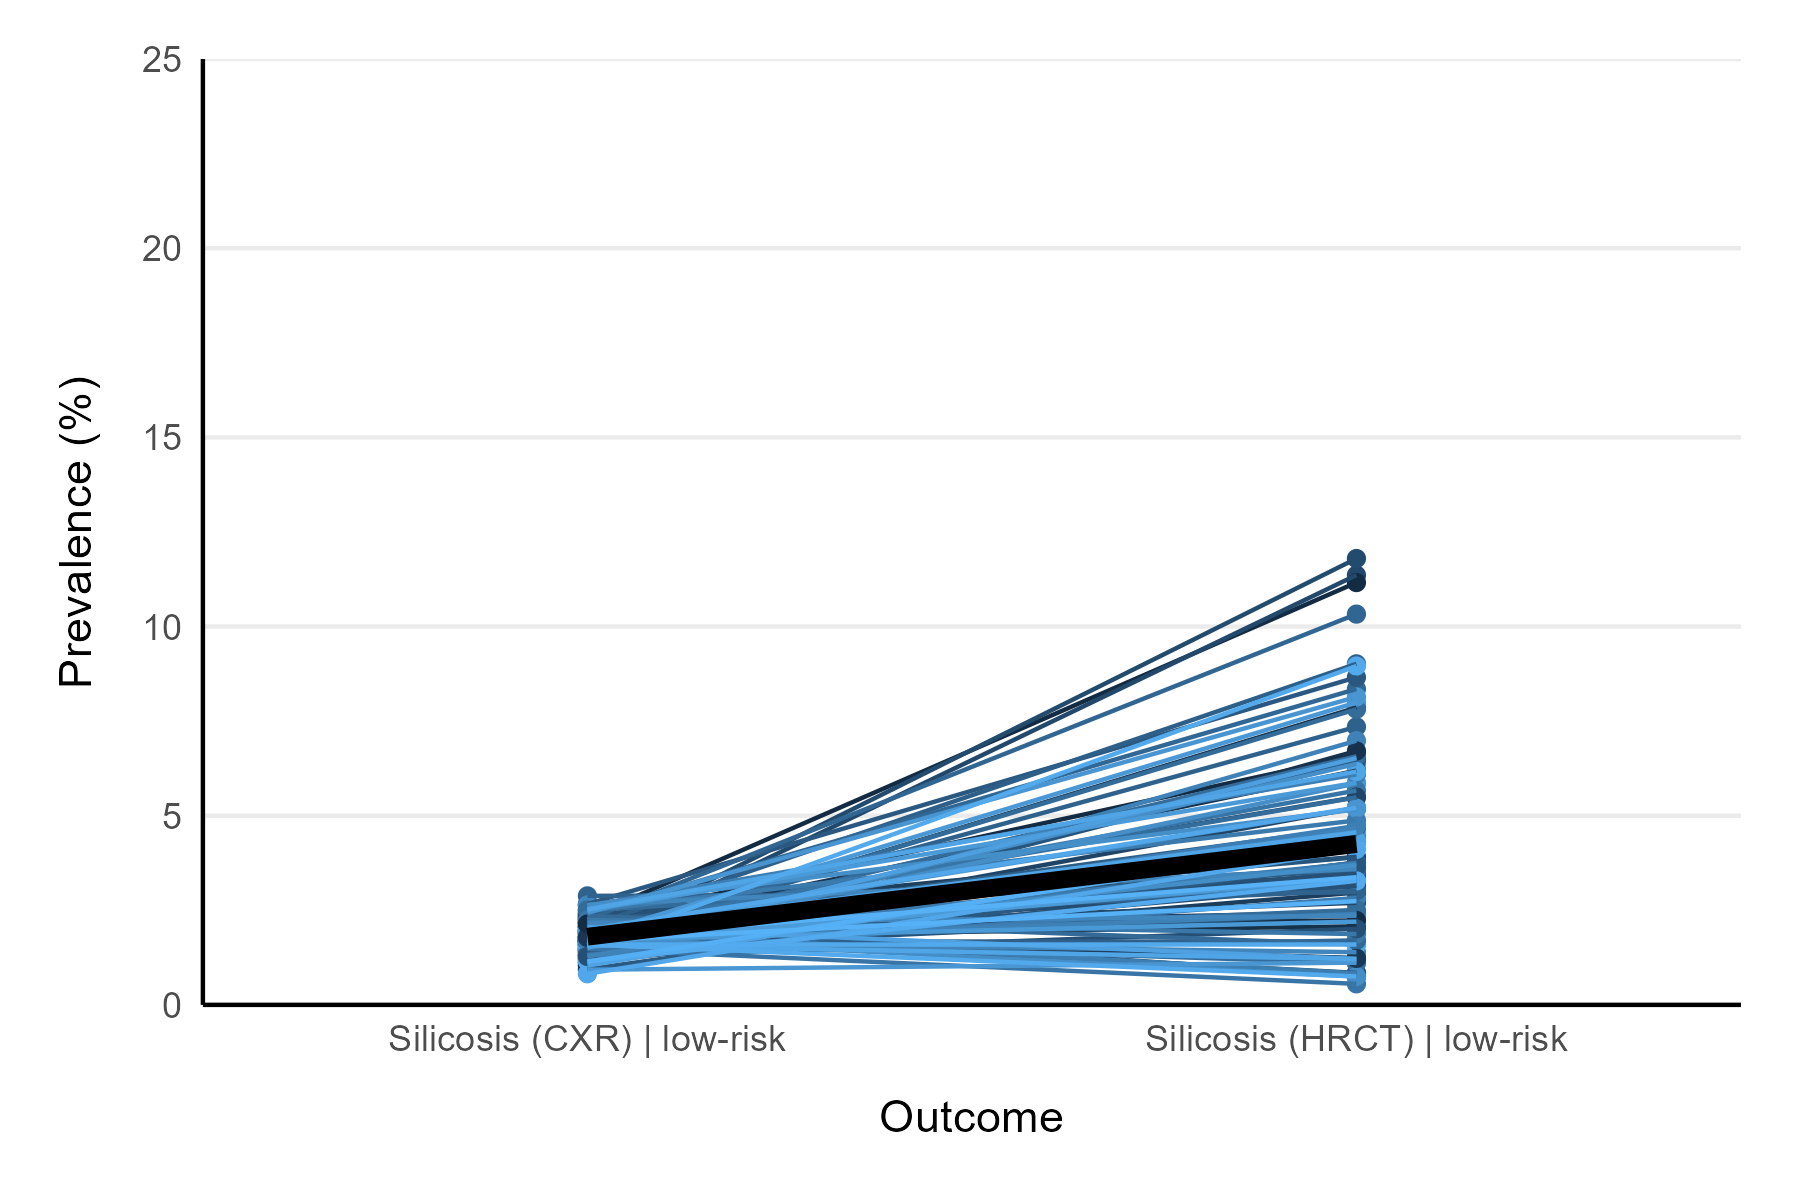 25
20
15
10
5
0
Prevalence (%)
Silicosis (CXR) | low-risk
Silicosis (HRCT) | low-risk
Outcome